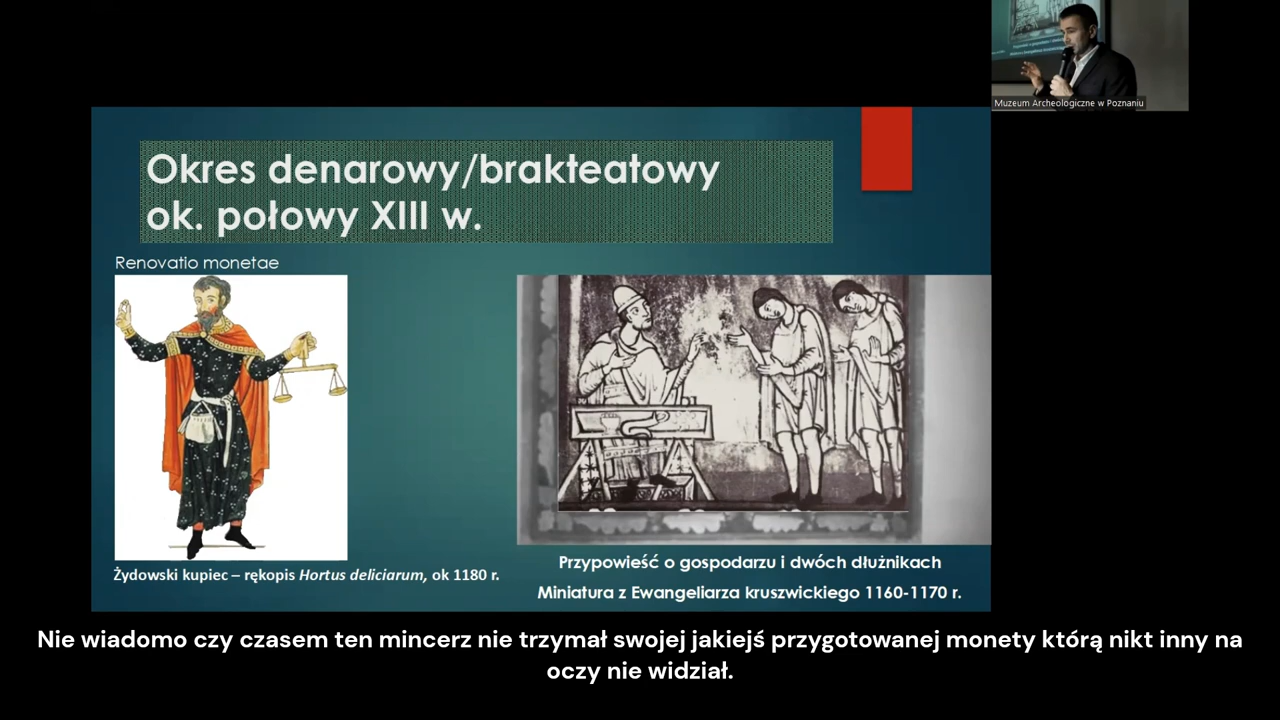 Muzeum Archeologiczne w Poznaniu
Okres denarowy/brakteatowy
ok. połowy XIII w.
Renovatio monetae
Żydowski kupiec – rękopis Hortus deliciarum, ok 1180 r.
Przypowieść o gospodarzu i dwóch dłużnikach
Miniatura z Ewangeliarza kruszwickiego 1160-1170 r.
Nie wiadomo czy czasem ten mincerz nie trzymał swojej jakiejś przygotowanej monety którą nikt inny na
oczy nie widział.